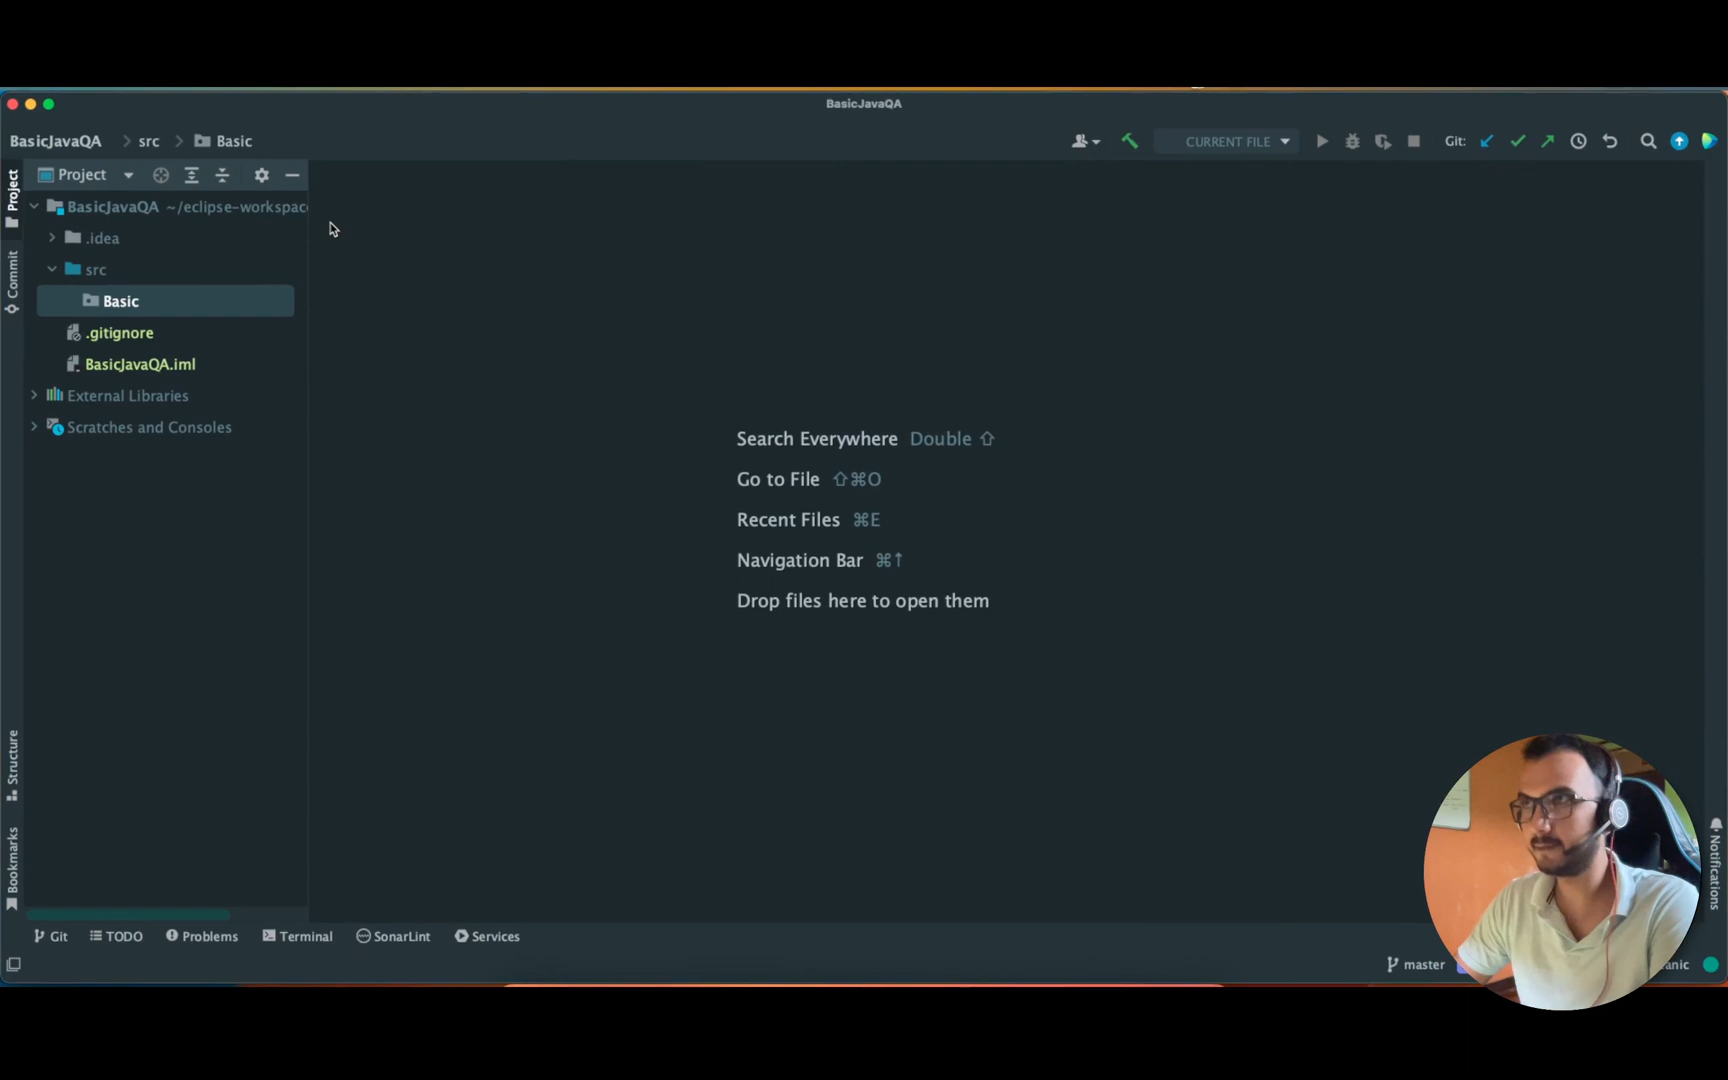 BasicJavaQA
BasicJavaQA > src > Basic
CURRENT FILE
Git:
Project
Project
BasicJavaQA ~/eclipse-workspac
.idea
src
Basic
.gitignore
BasicJavaQA.iml
External Libraries
Scratches and Consoles
Commit
Structure
Bookmarks
Search Everywhere Double ⇧
Go to File ⇧⌘O
Recent Files ⌘E
Navigation Bar ⌘↑
Drop files here to open them
Notifications
Git
TODO
Problems
Terminal
SonarLint
Services
master
anic